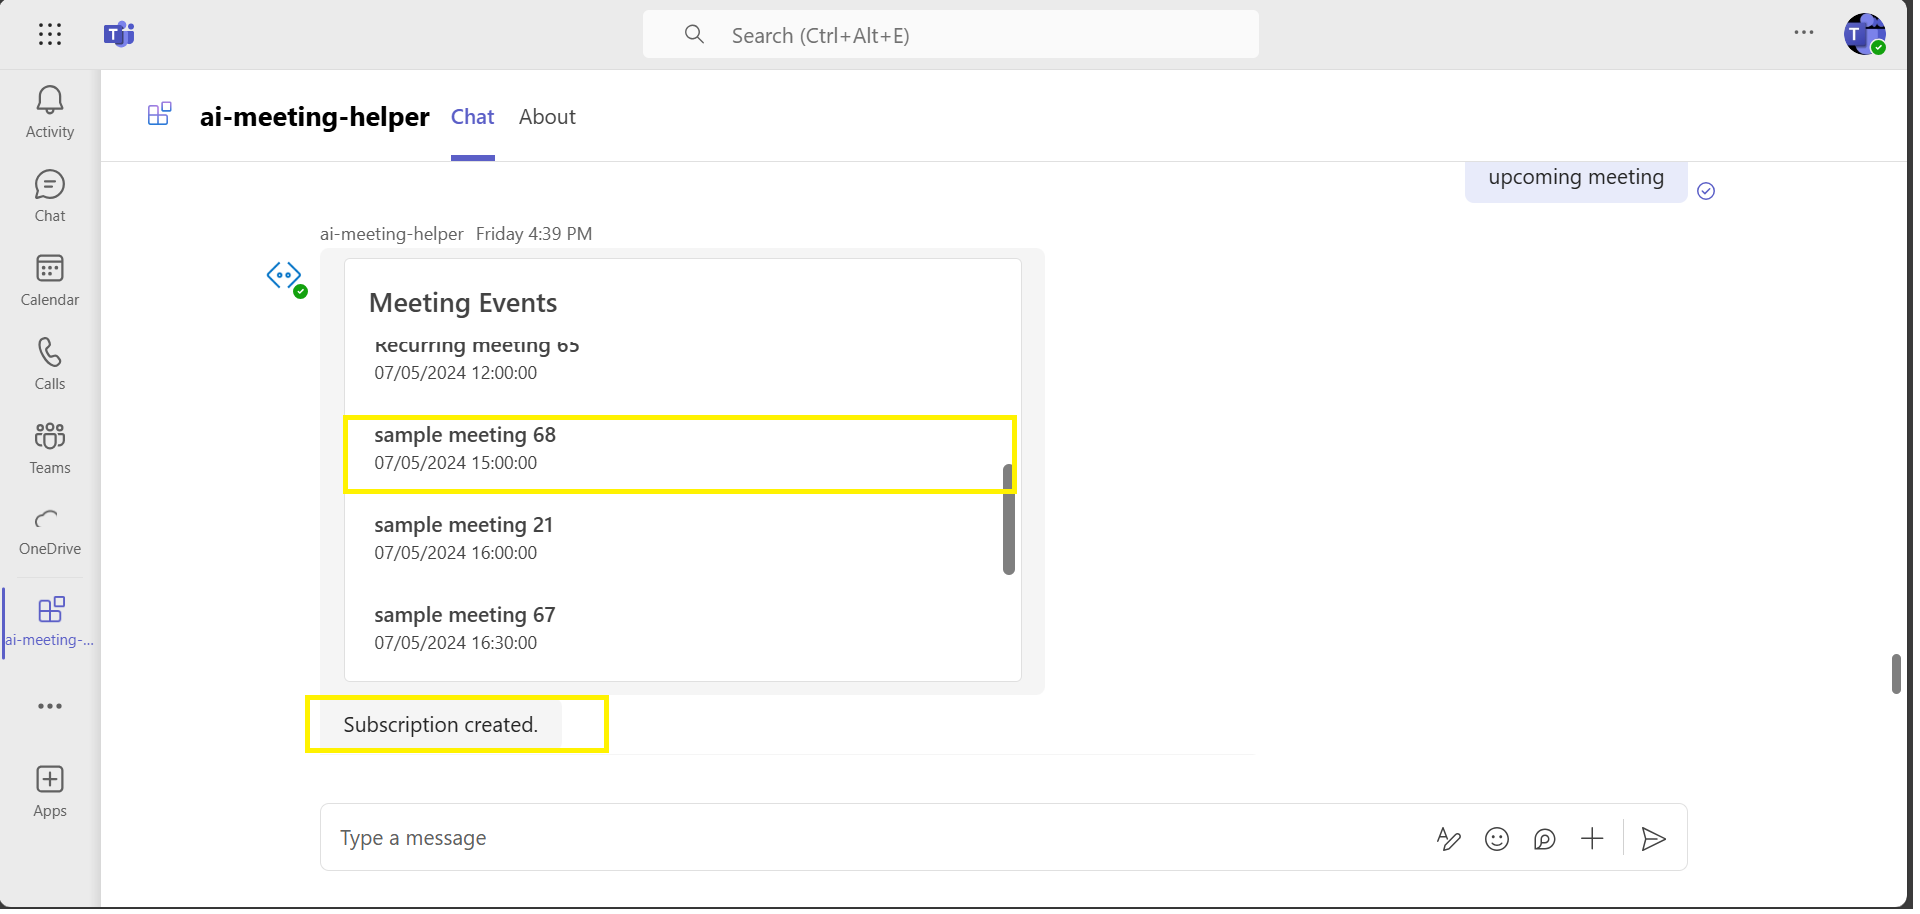 Search (Ctrl+Alt+E)
T
T
Activity
Chat
Calendar
Calls
Teams
OneDrive
ai-meeting-...
Apps
ai-meeting-helper Chat About
upcoming meeting
ai-meeting-helper Friday 4:39 PM
Meeting Events
Recurring meeting 65
07/05/2024 12:00:00
sample meeting 68
07/05/2024 15:00:00
sample meeting 21
07/05/2024 16:00:00
sample meeting 67
07/05/2024 16:30:00
Subscription created.
Type a message